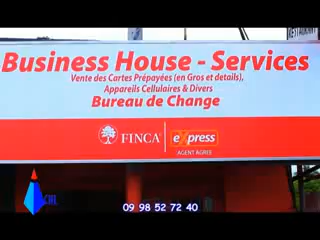 Business House - Services
Vente des Cartes Prépayées (en Gros et details),
Appareils Cellulaires & Divers
Bureau de Change
FINCA
eXpress
AGENT AGREE
09 98 52 72 40